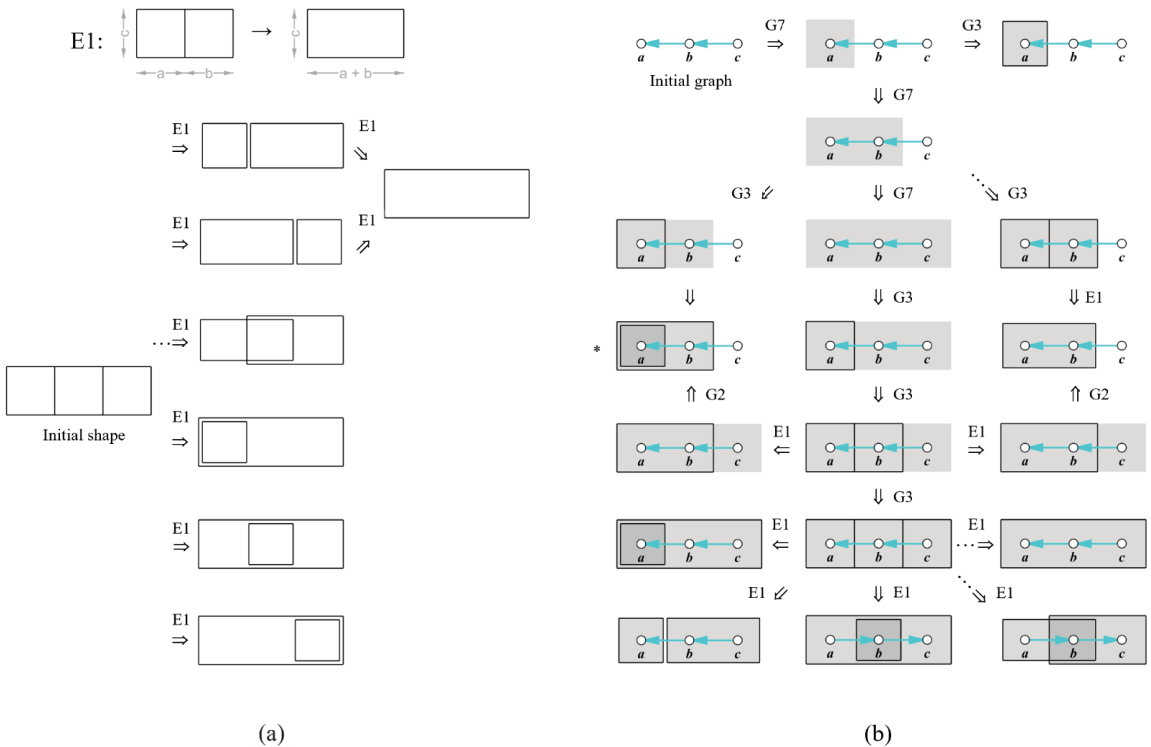 E1:
→
c
a
b
c
a + b
E1
⇒
E1
⇘
E1
⇒
E1
⇗
E1
···⇒
Initial shape
E1
⇒
E1
⇒
E1
⇒
(a)
a b c
Initial graph
G7
⇒
a b c
G3
⇒
a b c
⇓ G7
a b c
G3 ⇙
⇓ G7
···⇘ G3
a b c
a b c
a b c
⇓
⇓ G3
⇓ E1
*
a b c
a b c
a b c
⇑ G2
⇓ G3
⇑ G2
a b c
E1
⇐
a b c
E1
⇒
a b c
⇓ G3
a b c
E1
⇐
a b c
E1
···⇒
a b c
E1 ⇙
⇓ E1
···⇘ E1
a b c
a b c
a b c
(b)